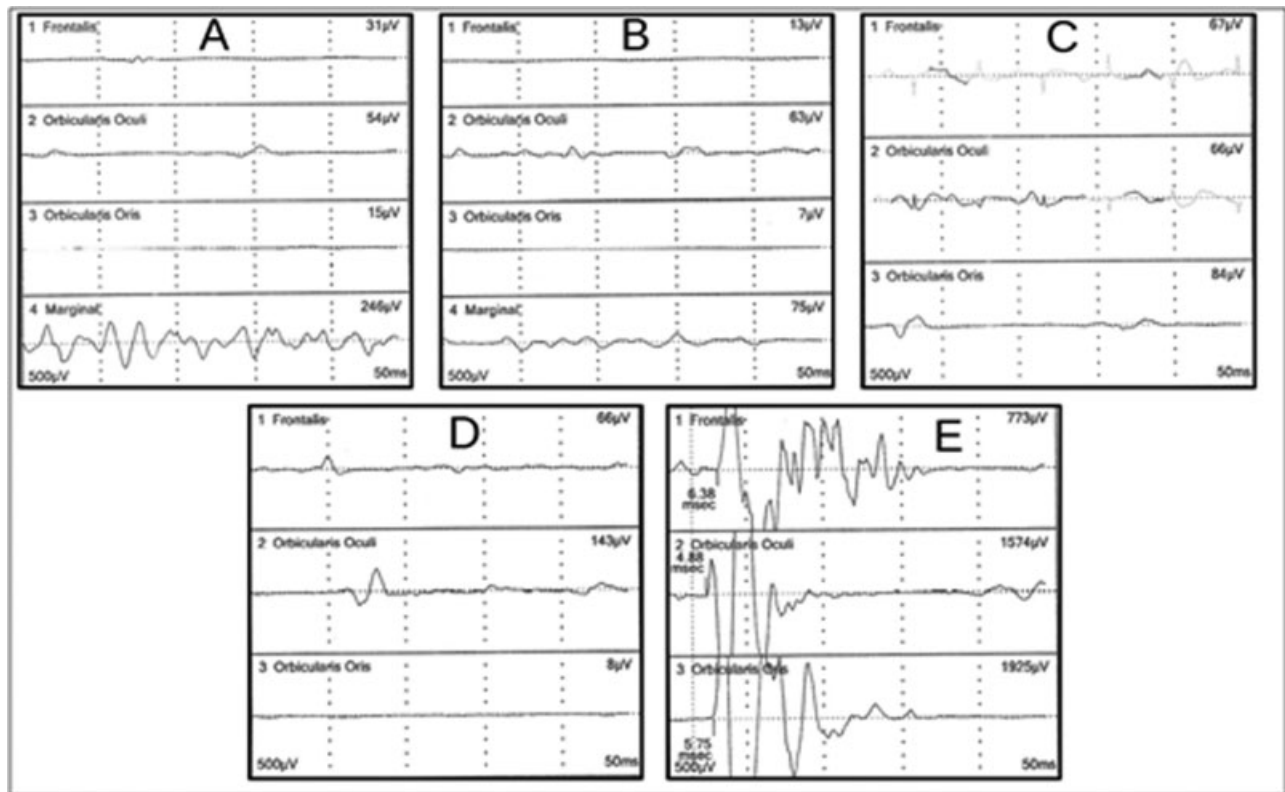 A
1 Frontalis 31µV
2 Orbicularis Oculi 54µV
3 Orbicularis Oris 15µV
4 Marginal 246µV
500µV 50ms
B
1 Frontalis 13µV
2 Orbicularis Oculi 63µV
3 Orbicularis Oris 7µV
4 Marginal 75µV
500µV 50ms
C
1 Frontalis 67µV
2 Orbicularis Oculi 66µV
3 Orbicularis Oris 84µV
500µV 50ms
D
1 Frontalis 66µV
2 Orbicularis Oculi 143µV
3 Orbicularis Oris 8µV
500µV 50ms
E
1 Frontalis 773µV
6.38
msec
2 Orbicularis Oculi 1574µV
4.88
msec
3 Orbicularis Oris 1925µV
5.75
msec
500µV 50ms